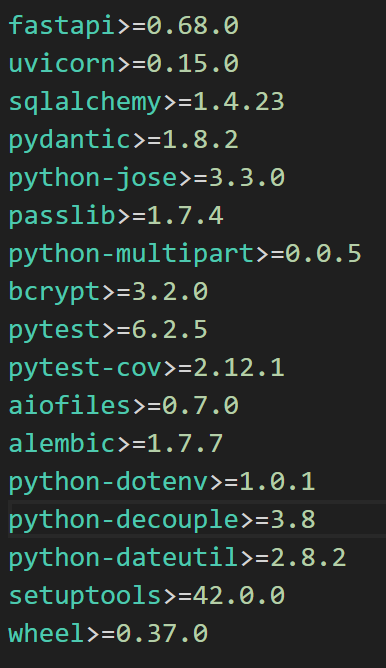 fastapi>=0.68.0
uvicorn>=0.15.0
sqlalchemy>=1.4.23
pydantic>=1.8.2
python-jose>=3.3.0
passlib>=1.7.4
python-multipart>=0.0.5
bcrypt>=3.2.0
pytest>=6.2.5
pytest-cov>=2.12.1
aiofiles>=0.7.0
alembic>=1.7.7
python-dotenv>=1.0.1
python-decouple>=3.8
python-dateutil>=2.8.2
setuptools>=42.0.0
wheel>=0.37.0